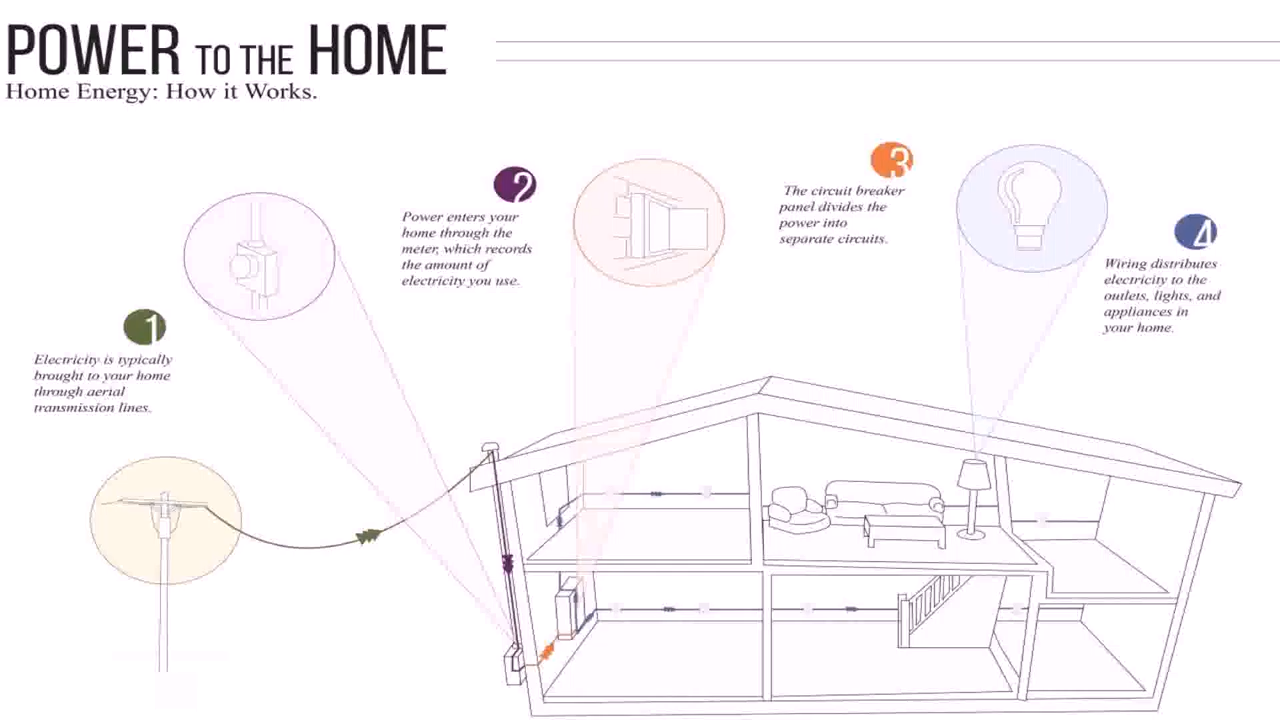 POWER TO THE HOME
Home Energy: How it Works.
1
Electricity is typically
brought to your home
through aerial
transmission lines.
2
Power enters your
home through the
meter, which records
the amount of
electricity you use.
3
The circuit breaker
panel divides the
power into
separate circuits.
4
Wiring distributes
electricity to the
outlets, lights, and
appliances in
your home.